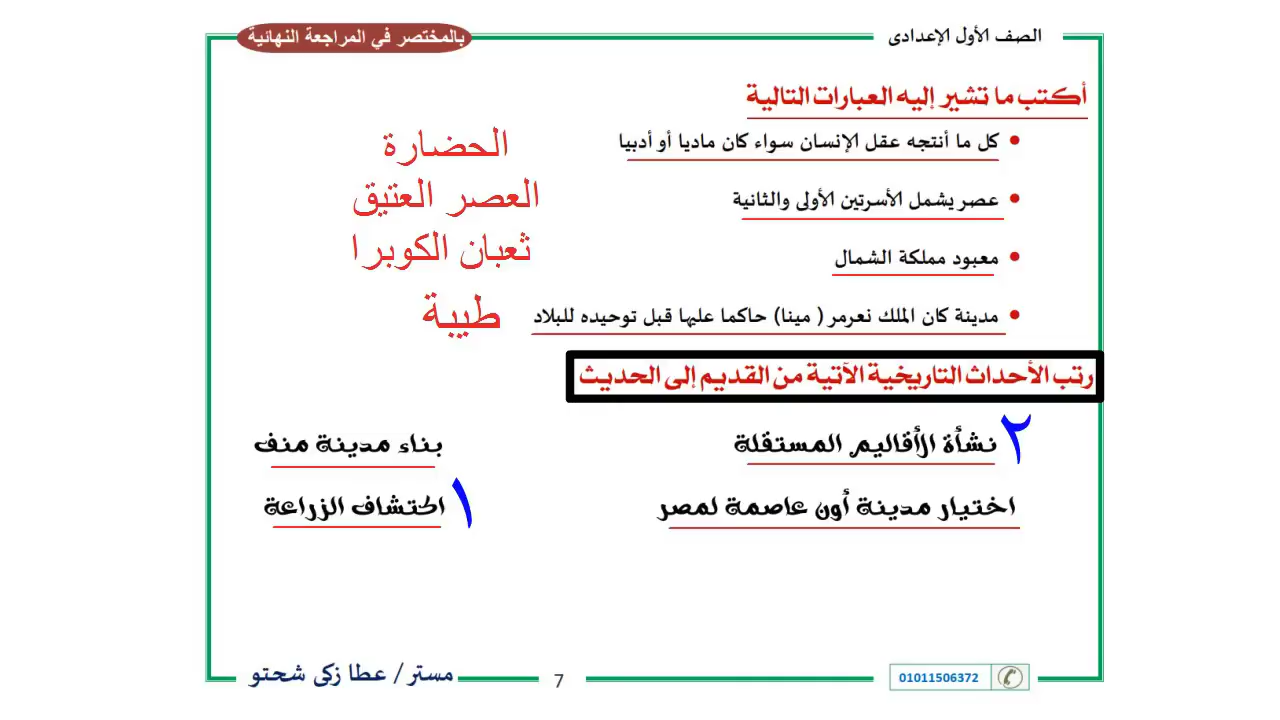 الصف الأول الإعدادى
بالمختصر في المراجعة النهائية
أكتب ما تشير إليه العبارات التالية
• كل ما أنتجه عقل الإنسان سواء كان ماديا أو أدبيا
الحضارة
• عصر يشمل الأسرتين الأولى والثانية
العصر العتيق
• معبود مملكة الشمال
ثعبان الكوبرا
• مدينة كان الملك نعرمر ( مينا) حاكما عليها قبل توحيده للبلاد
طيبة
رتب الأحداث التاريخية الآتية من القديم إلى الحديث
٢ نشأة الأقاليم المستقلة
بناء مدينة منف
اختيار مدينة أون عاصمة لمصر
١ اكتشاف الزراعة
01011506372
7
مستر/ عطا زكى شحتو